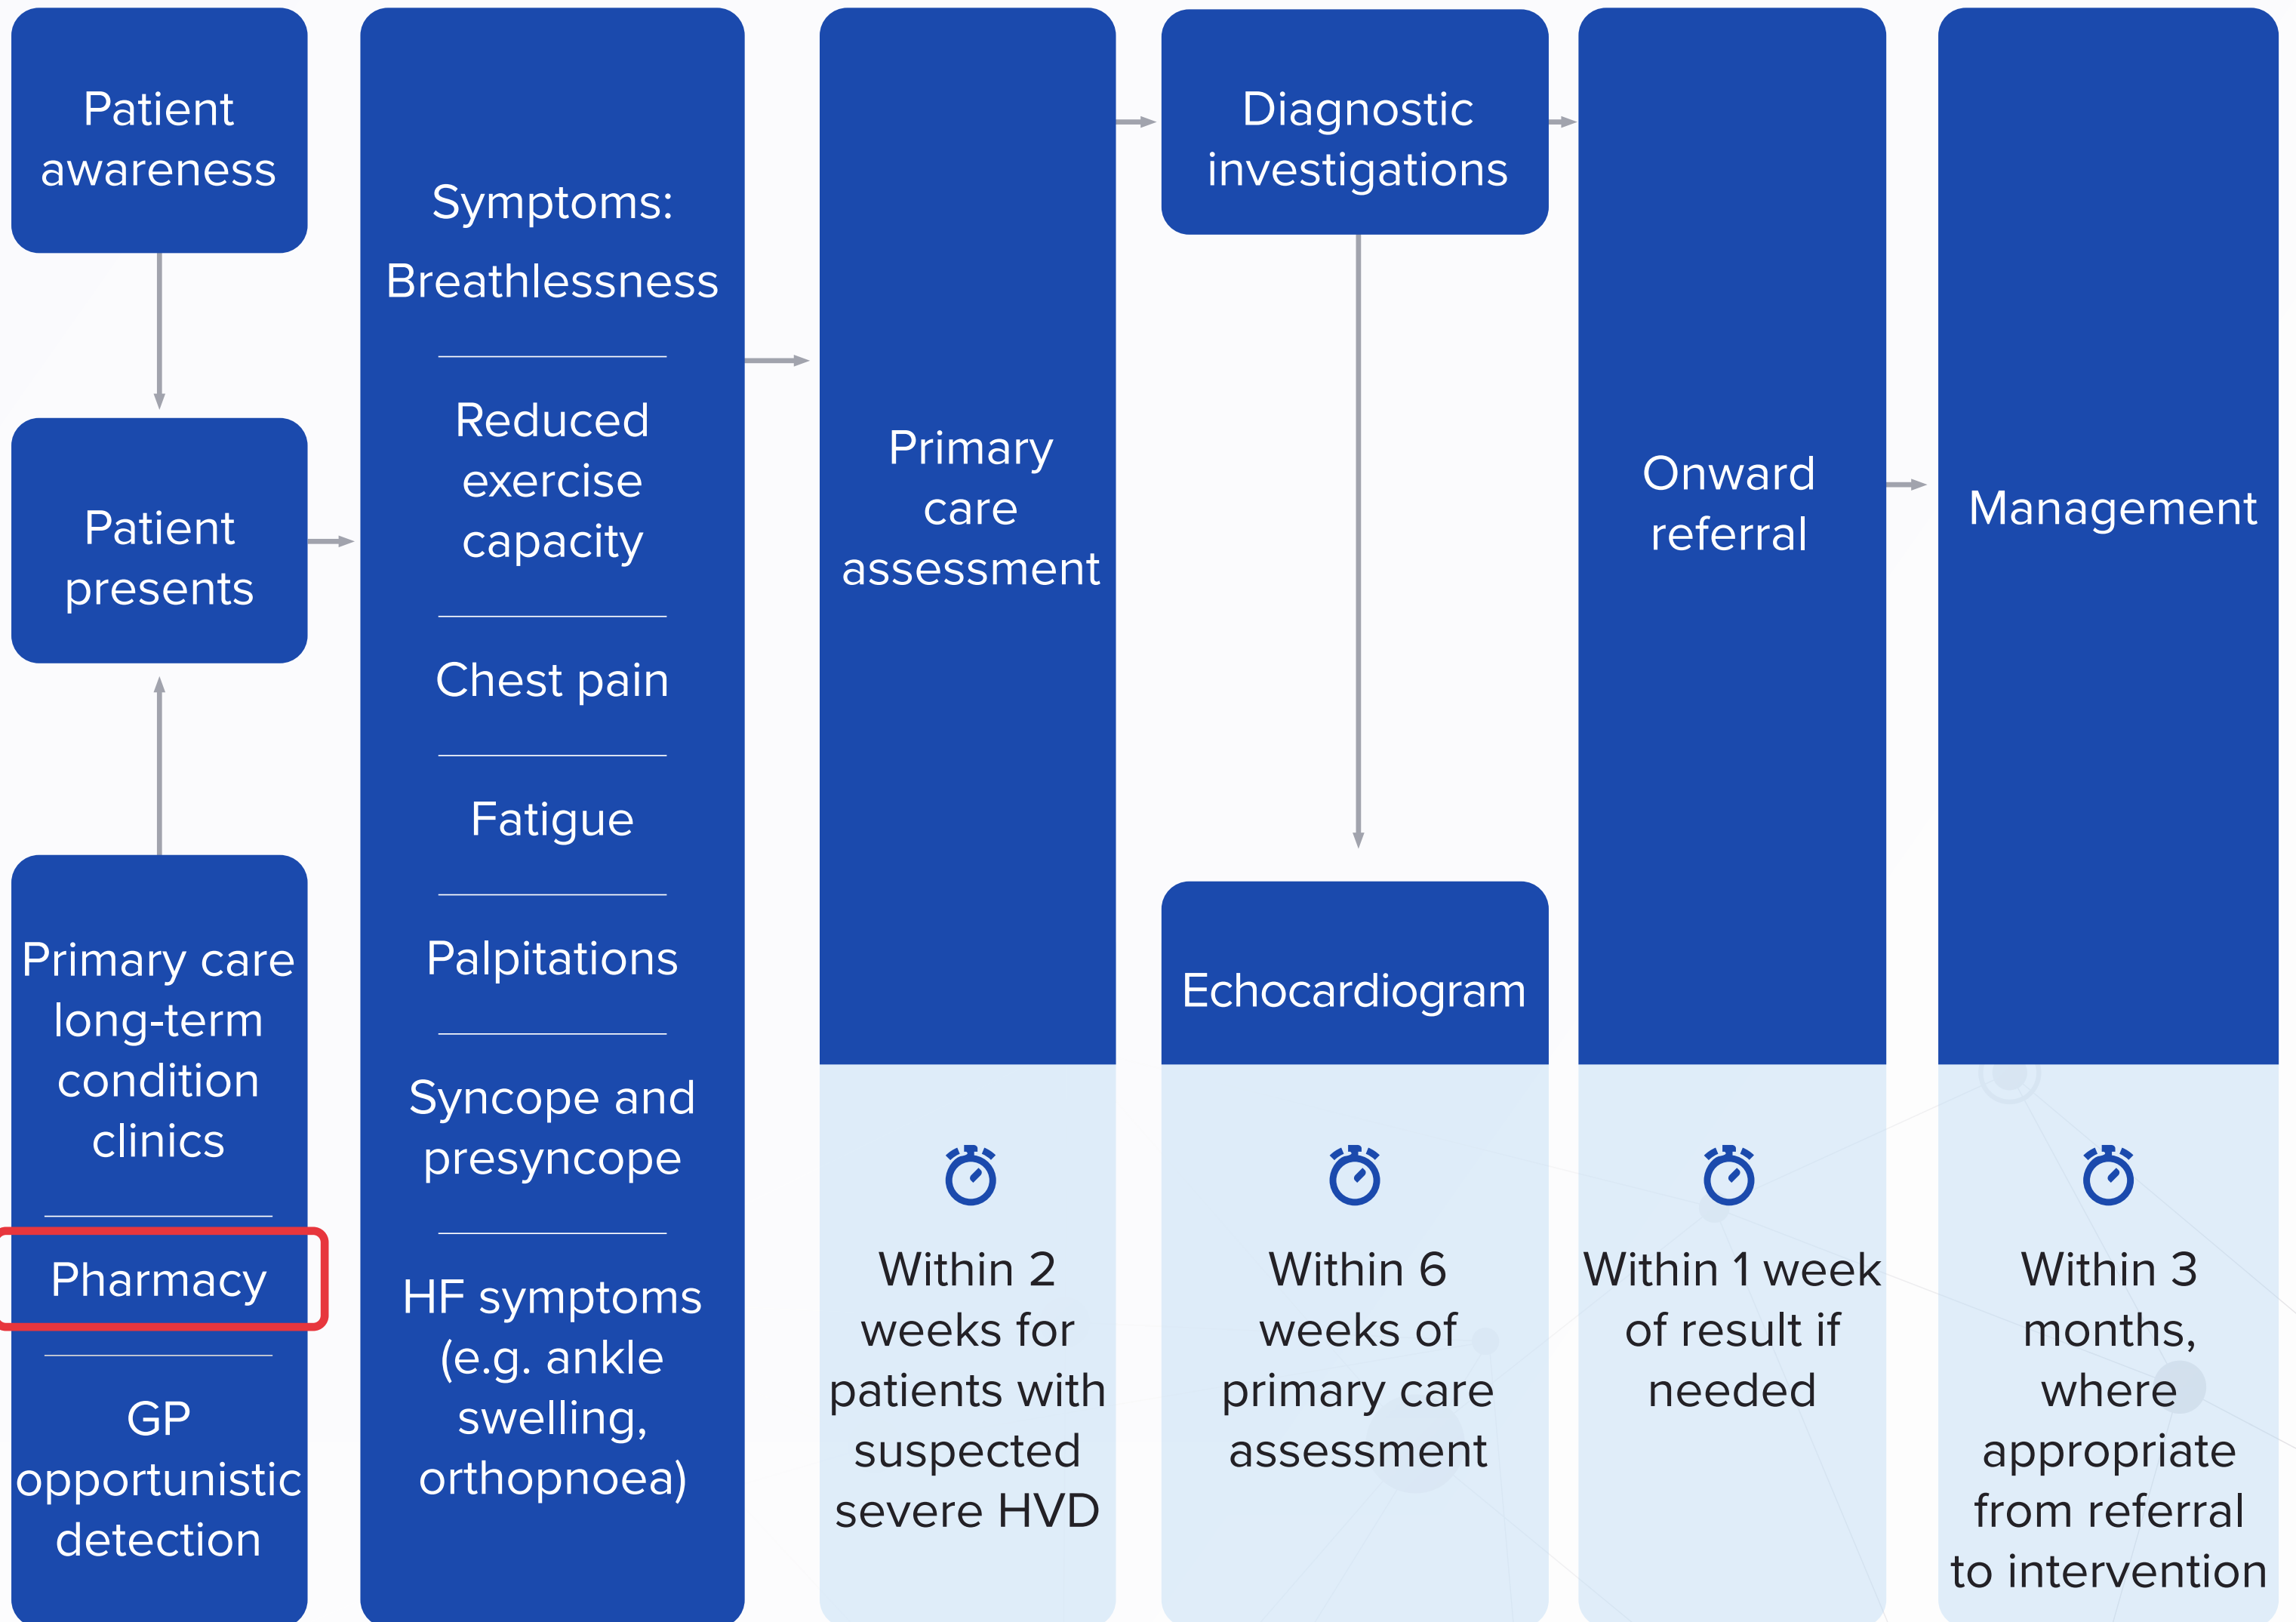 Patient
awareness
Patient
presents
Primary care
long-term
condition
clinics
Pharmacy
GP
opportunistic
detection
Symptoms:
Breathlessness
Reduced
exercise
capacity
Chest pain
Fatigue
Palpitations
Syncope and
presyncope
HF symptoms
(e.g. ankle
swelling,
orthopnoea)
Primary
care
assessment
Within 2
weeks for
patients with
suspected
severe HVD
Diagnostic
investigations
Echocardiogram
Within 6
weeks of
primary care
assessment
Onward
referral
Within 1 week
of result if
needed
Management
Within 3
months,
where
appropriate
from referral
to intervention